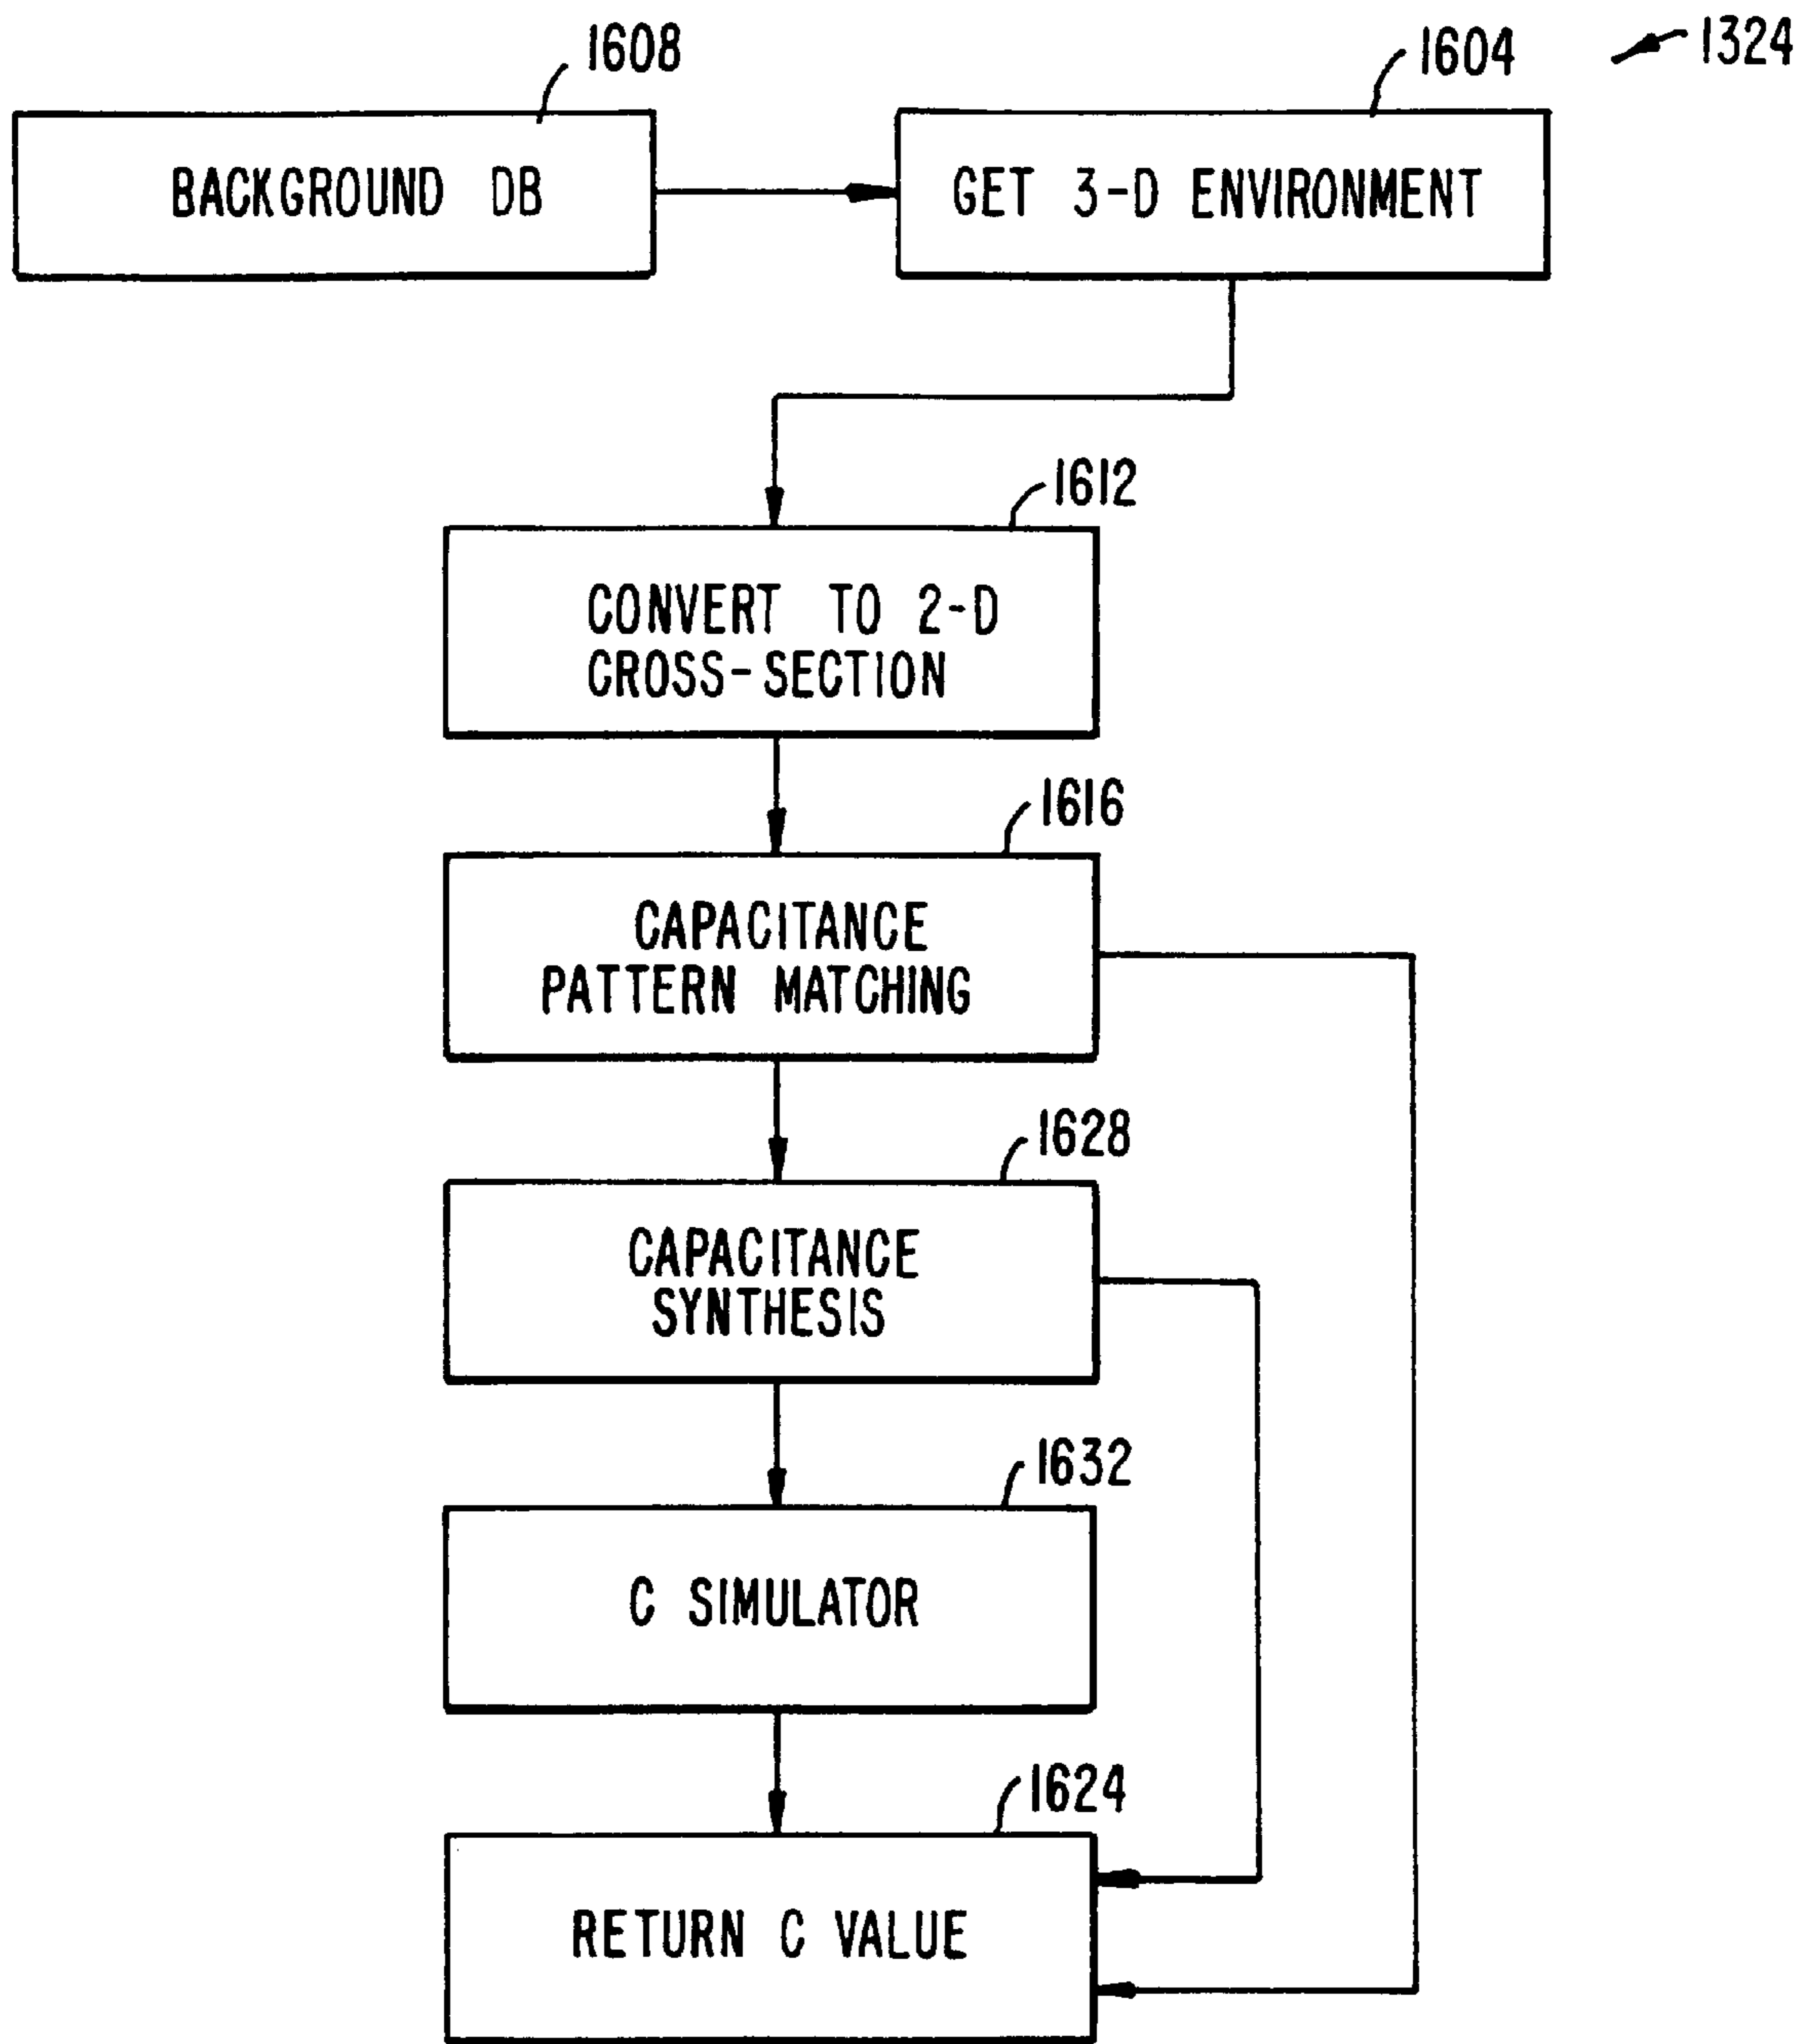 1608
1604
1324
BACKGROUND DB
GET 3-D ENVIRONMENT
1612
CONVERT TO 2-D
CROSS-SECTION
1616
CAPACITANCE
PATTERN MATCHING
1628
CAPACITANCE
SYNTHESIS
1632
C SIMULATOR
1624
RETURN C VALUE